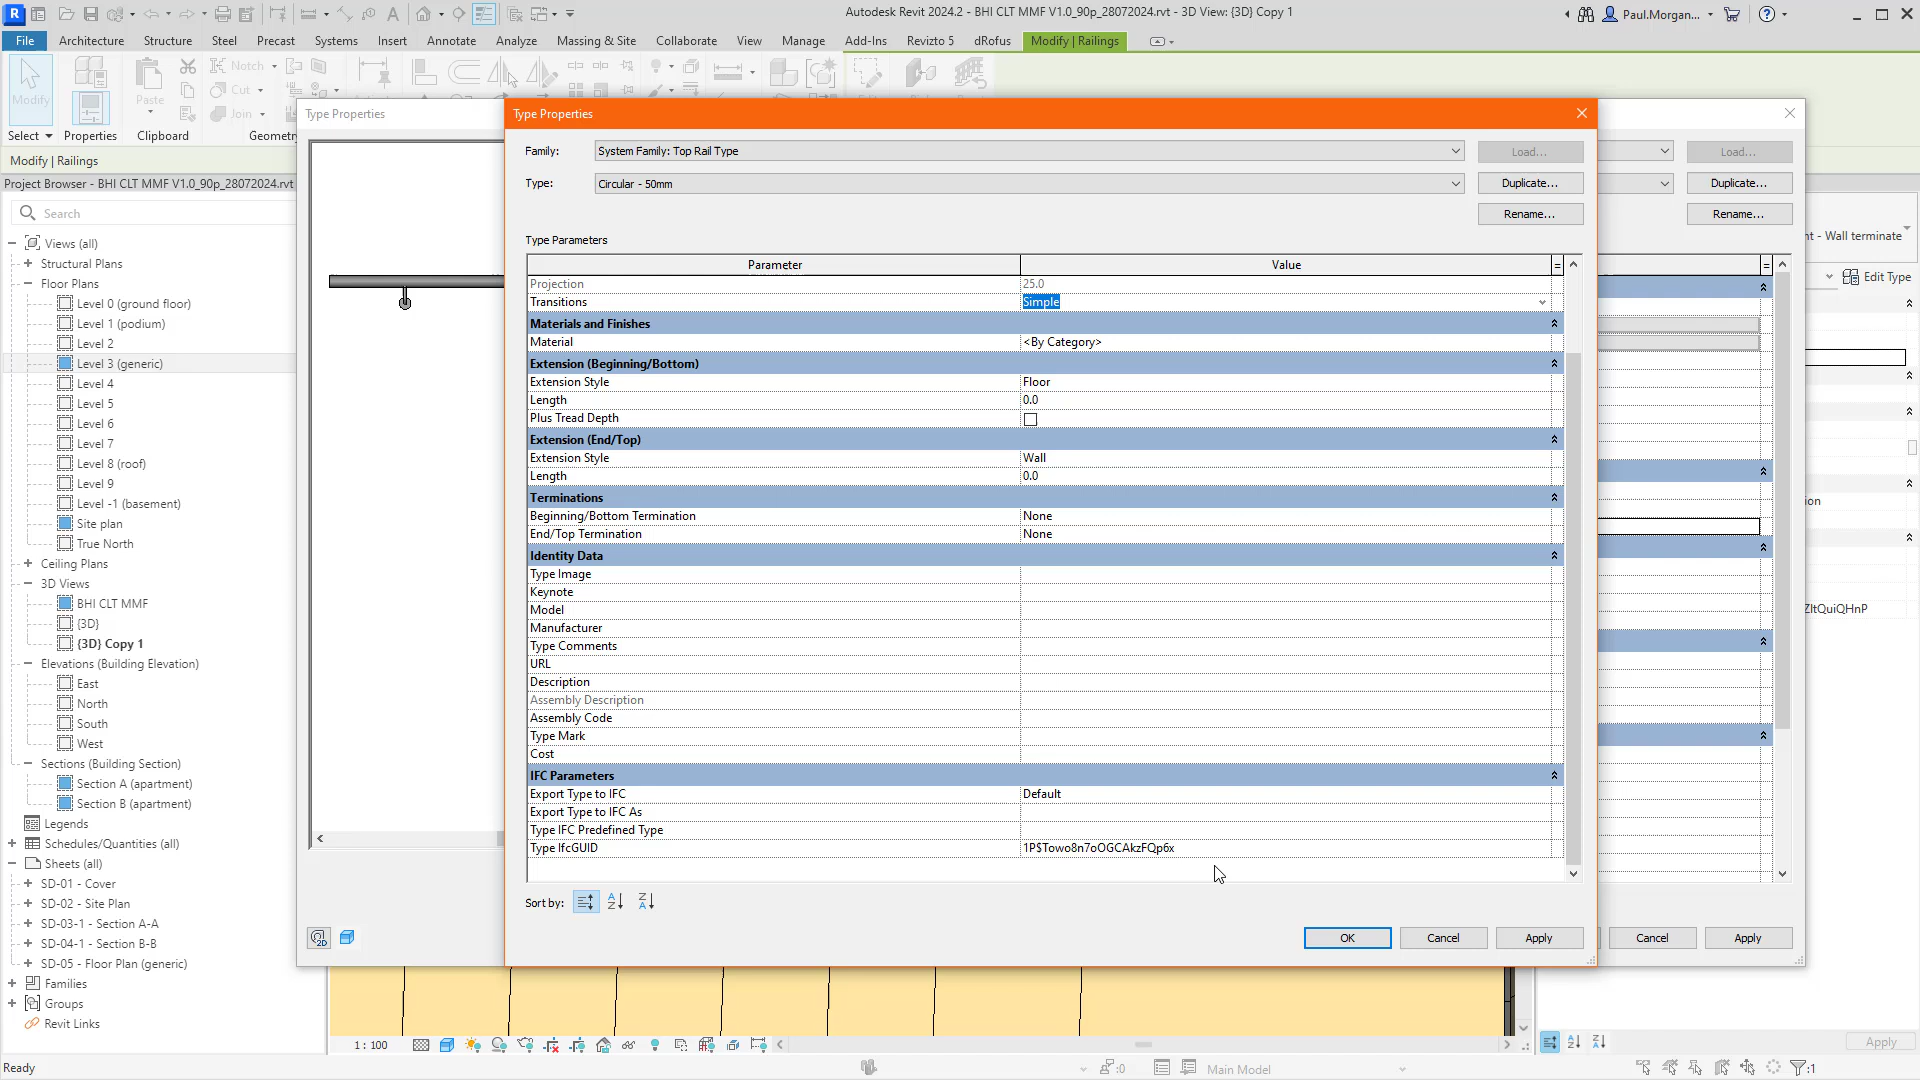 Autodesk Revit 2024.2 - BHI CLT MMF V1.0_90p_28072024.rvt - 3D View: {3D} Copy 1
Paul.Morgan...
File Architecture Structure Steel Precast Systems Insert Annotate Analyze Massing & Site Collaborate View Manage Add-Ins Revizto 5 dRofus Modify | Railings
Modify
Paste
Notch
Cut
Join
Select Properties Clipboard Geometr
Modify | Railings
Project Browser - BHI CLT MMF V1.0_90p_28072024.rvt
Search
Views (all)
Structural Plans
Floor Plans
Level 0 (ground floor)
Level 1 (podium)
Level 2
Level 3 (generic)
Level 4
Level 5
Level 6
Level 7
Level 8 (roof)
Level 9
Level -1 (basement)
Site plan
True North
Ceiling Plans
3D Views
BHI CLT MMF
{3D}
{3D} Copy 1
Elevations (Building Elevation)
East
North
South
West
Sections (Building Section)
Section A (apartment)
Section B (apartment)
Legends
Schedules/Quantities (all)
Sheets (all)
SD-01 - Cover
SD-02 - Site Plan
SD-03-1 - Section A-A
SD-04-1 - Section B-B
SD-05 - Floor Plan (generic)
Families
Groups
Revit Links
Type Properties
Type Properties
Family: System Family: Top Rail Type Load...
Type: Circular - 50mm Duplicate...
Rename...
Type Parameters
Parameter Value =
Projection 25.0
Transitions Simple
Materials and Finishes
Material <By Category>
Extension (Beginning/Bottom)
Extension Style Floor
Length 0.0
Plus Tread Depth
Extension (End/Top)
Extension Style Wall
Length 0.0
Terminations
Beginning/Bottom Termination None
End/Top Termination None
Identity Data
Type Image
Keynote
Model
Manufacturer
Type Comments
URL
Description
Assembly Description
Assembly Code
Type Mark
Cost
IFC Parameters
Export Type to IFC Default
Export Type to IFC As
Type IFC Predefined Type
Type IfcGUID 1P$Towo8n7oOGCAkzFQp6x
Sort by:
OK Cancel Apply
Load...
Duplicate...
Rename...
=
Cancel Apply
nt - Wall terminate
Edit Type
ion
ZItQuiQHnP
Apply
1 : 100
Ready
:0
Main Model
:1